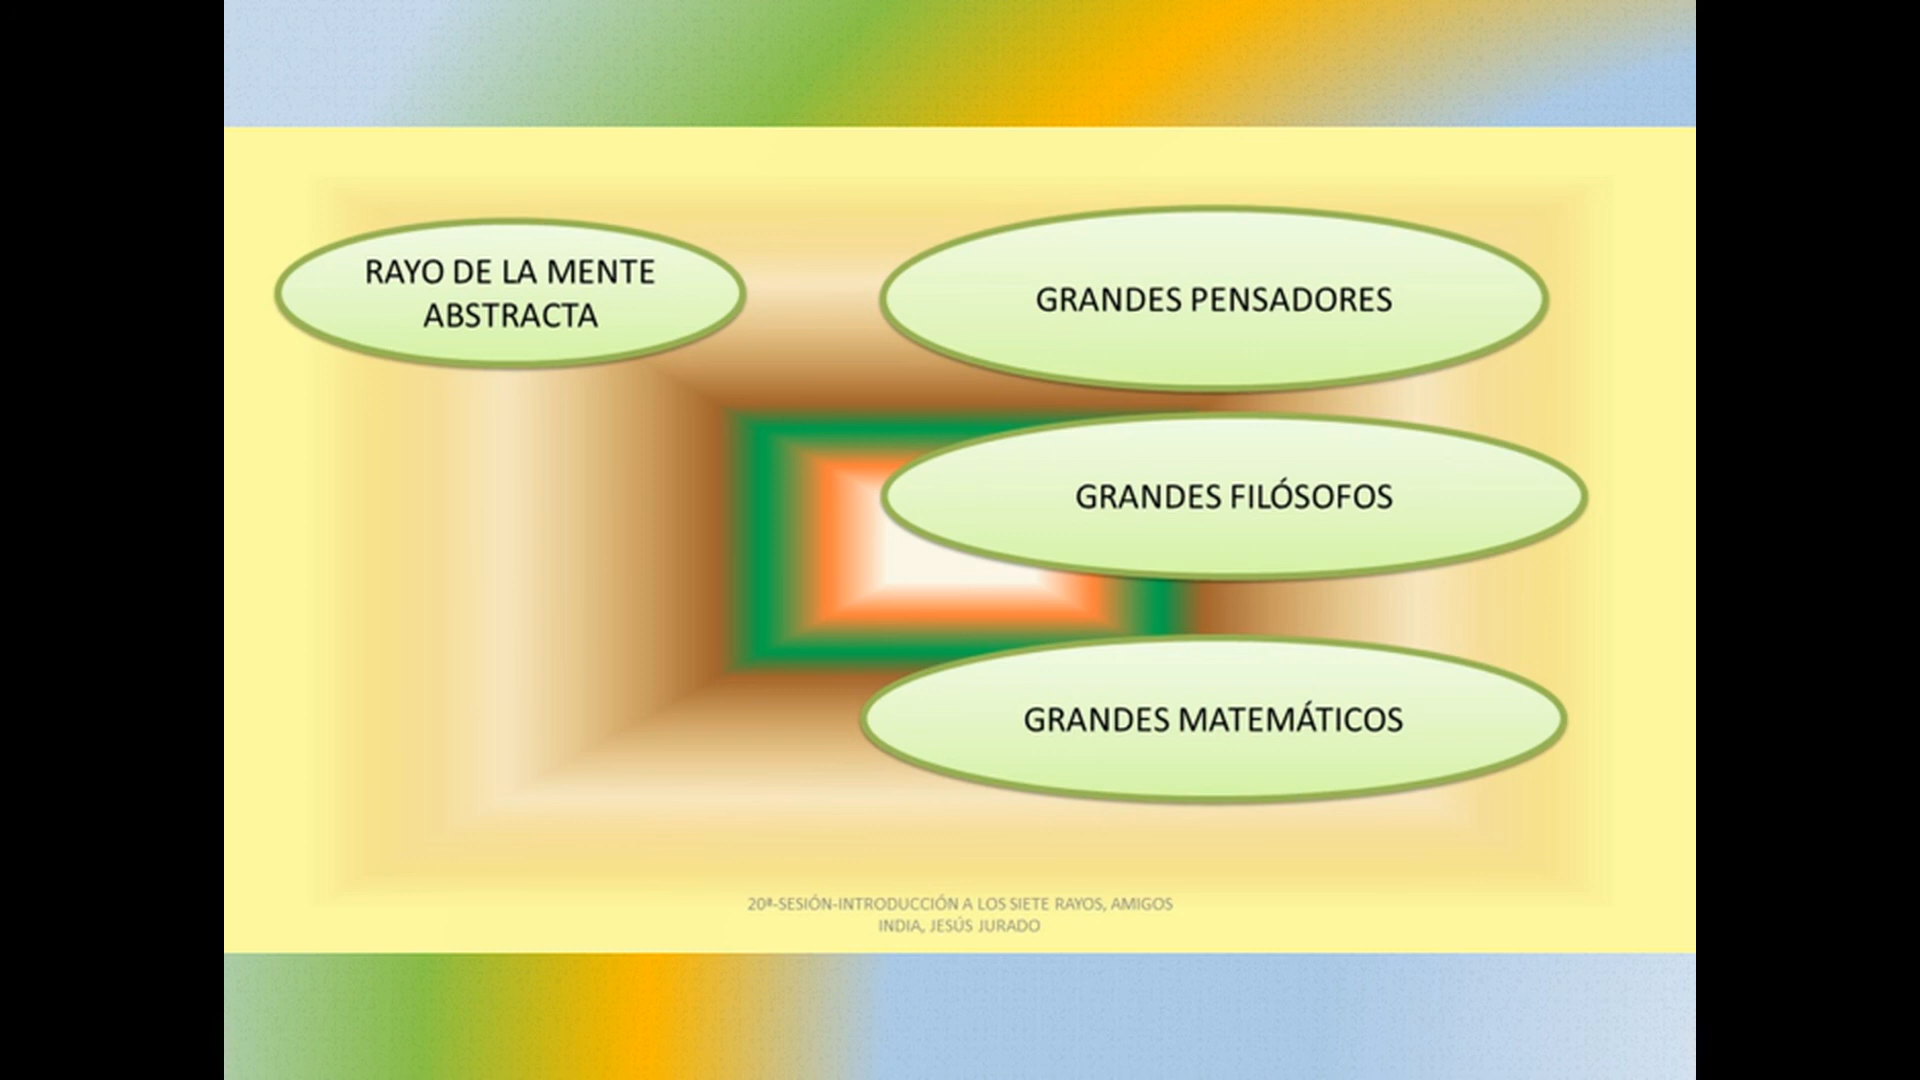 RAYO DE LA MENTE
ABSTRACTA
GRANDES PENSADORES
GRANDES FILÓSOFOS
GRANDES MATEMÁTICOS
20ª-SESIÓN-INTRODUCCIÓN A LOS SIETE RAYOS, AMIGOS
INDIA, JESÚS JURADO